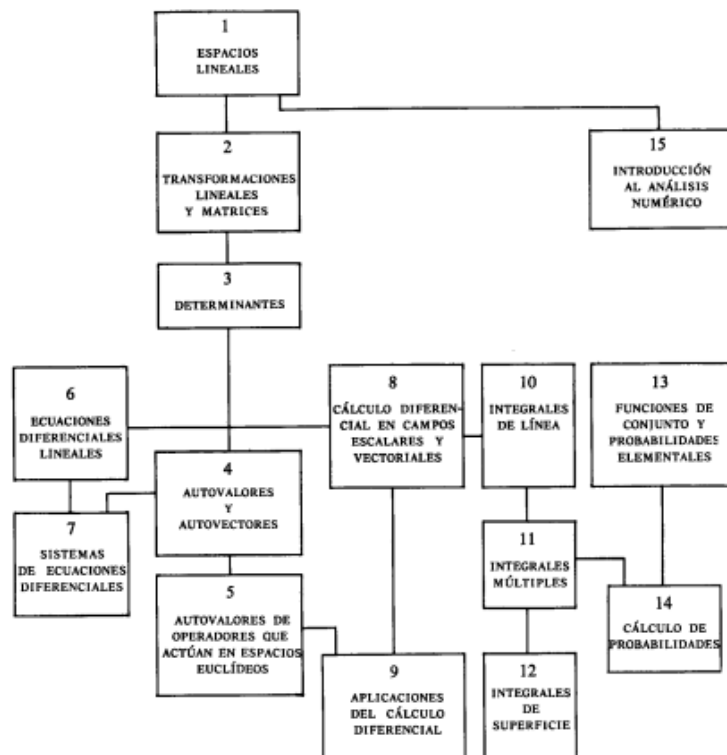 1
ESPACIOS
LINEALES
2
TRANSFORMACIONES
LINEALES
Y MATRICES
15
INTRODUCCIÓN
AL ANÁLISIS
NUMÉRICO
3
DETERMINANTES
6
ECUACIONES
DIFERENCIALES
LINEALES
8
CÁLCULO DIFEREN-
CIAL EN CAMPOS
ESCALARES Y
VECTORIALES
10
INTEGRALES
DE LÍNEA
13
FUNCIONES DE
CONJUNTO Y
PROBABILIDADES
ELEMENTALES
4
AUTOVALORES
Y
AUTOVECTORES
7
SISTEMAS
DE ECUACIONES
DIFERENCIALES
11
INTEGRALES
MÚLTIPLES
5
AUTOVALORES DE
OPERADORES QUE
ACTÚAN EN ESPACIOS
EUCLÍDEOS
14
CÁLCULO DE
PROBABILIDADES
9
APLICACIONES
DEL CÁLCULO
DIFERENCIAL
12
INTEGRALES
DE
SUPERFICIE